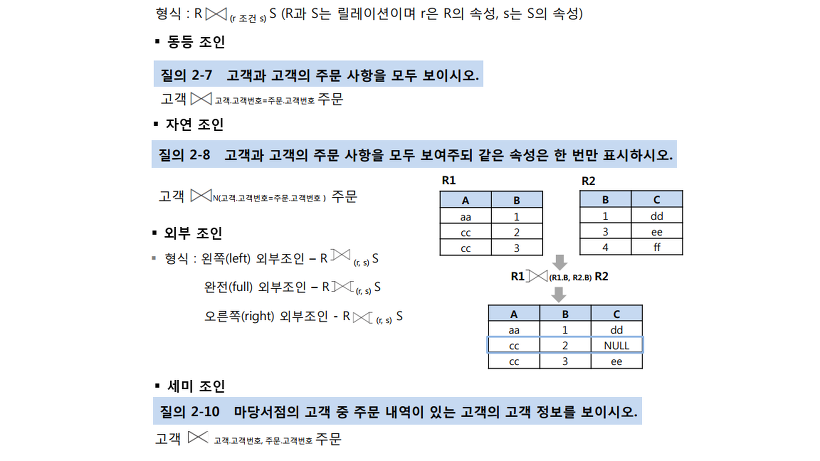 형식 : R ⋈ (r 조건 s) S (R과 S는 릴레이션이며 r은 R의 속성, s는 S의 속성)
▪ 동등 조인
질의 2-7 고객과 고객의 주문 사항을 모두 보이시오.
고객 ⋈ 고객.고객번호=주문.고객번호 주문
▪ 자연 조인
질의 2-8 고객과 고객의 주문 사항을 모두 보여주되 같은 속성은 한 번만 표시하시오.
고객 ⋈ N(고객.고객번호=주문.고객번호 ) 주문
▪ 외부 조인
▪ 형식 : 왼쪽(left) 외부조인 – R ⟕ (r, s) S
완전(full) 외부조인 – R ⟗ (r, s) S
오른쪽(right) 외부조인 - R ⟖ (r, s) S
R1
A B
aa 1
cc 2
cc 3
R2
B C
1 dd
3 ee
4 ff
R1 ⟕ (R1.B, R2.B) R2
A B C
aa 1 dd
cc 2 NULL
cc 3 ee
▪ 세미 조인
질의 2-10 마당서점의 고객 중 주문 내역이 있는 고객의 고객 정보를 보이시오.
고객 ⋉ 고객.고객번호, 주문.고객번호 주문